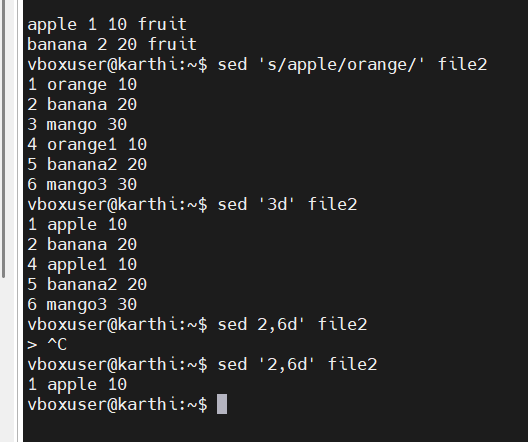 apple 1 10 fruit
banana 2 20 fruit
vboxuser@karthi:~$ sed 's/apple/orange/' file2
1 orange 10
2 banana 20
3 mango 30
4 orange1 10
5 banana2 20
6 mango3 30
vboxuser@karthi:~$ sed '3d' file2
1 apple 10
2 banana 20
4 apple1 10
5 banana2 20
6 mango3 30
vboxuser@karthi:~$ sed 2,6d' file2
> ^C
vboxuser@karthi:~$ sed '2,6d' file2
1 apple 10
vboxuser@karthi:~$